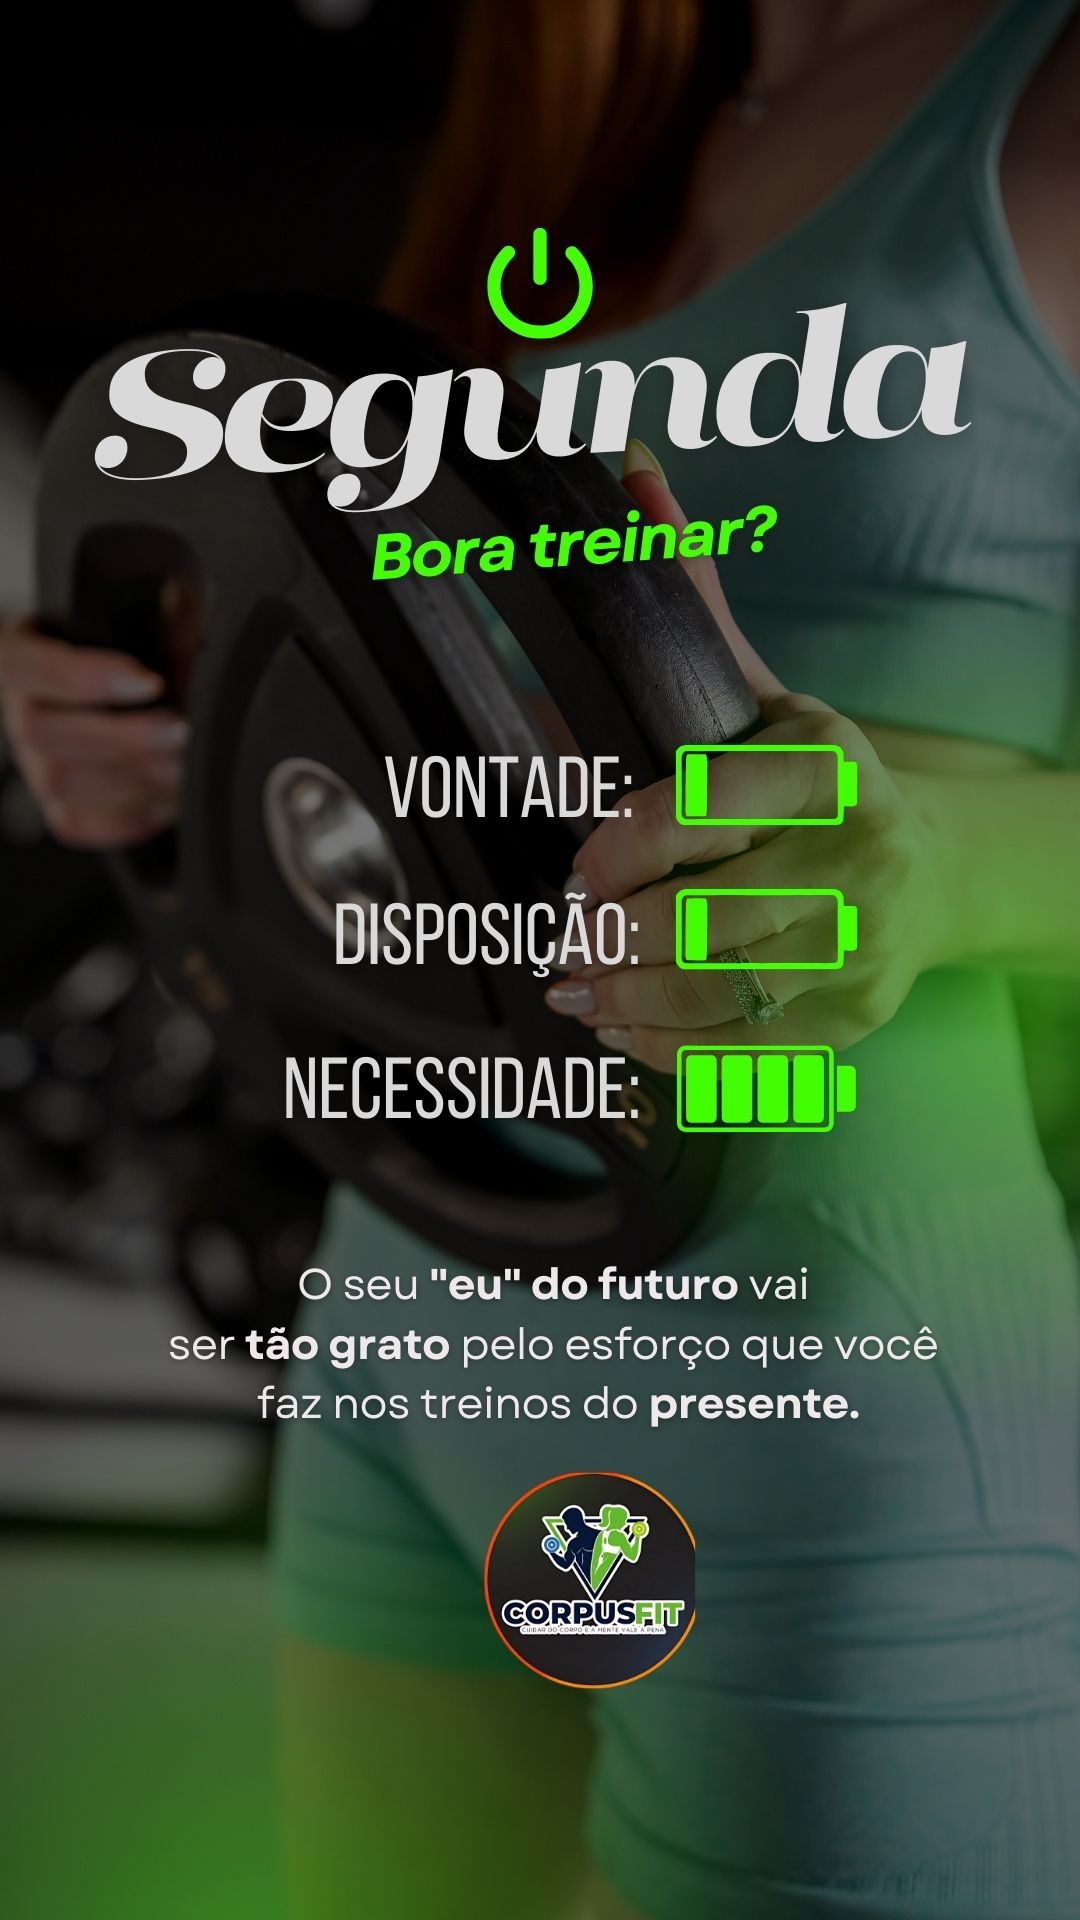 Segunda
Bora treinar?
VONTADE:
DISPOSIÇÃO:
NECESSIDADE:
O seu "eu" do futuro vai
ser tão grato pelo esforço que você
faz nos treinos do presente.
CORPUSFIT
CUIDAR DO CORPO E A MENTE VALE A PENA